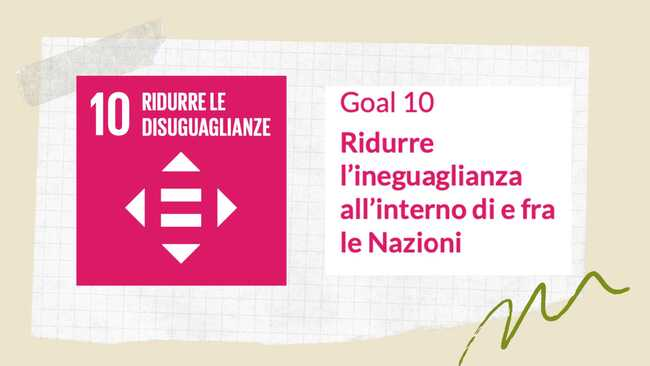 10 RIDURRE LE
DISUGUAGLIANZE
Goal 10
Ridurre
l’ineguaglianza
all’interno di e fra
le Nazioni